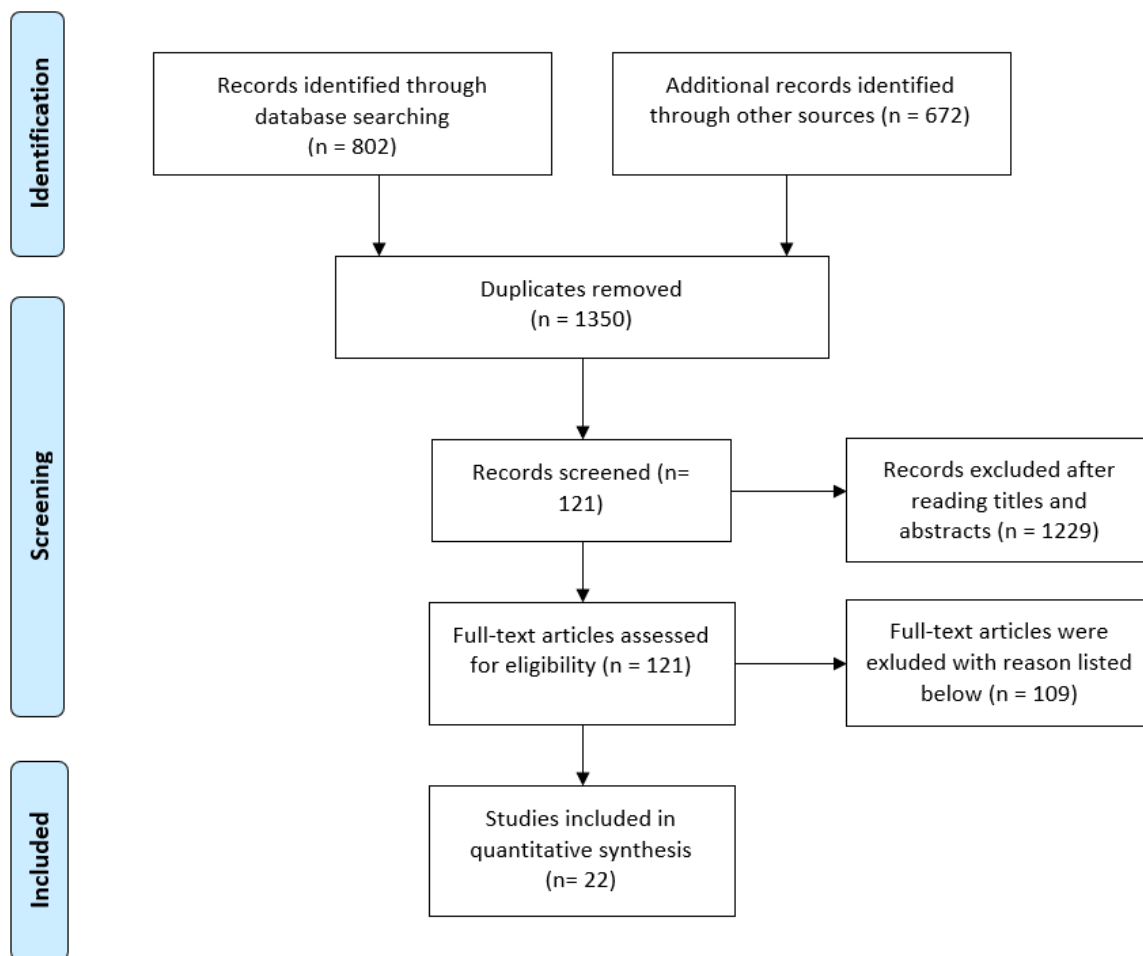 Identification
Records identified through
database searching
(n = 802)
Additional records identified
through other sources (n = 672)
Duplicates removed
(n = 1350)
Screening
Records screened (n=
121)
Records excluded after
reading titles and
abstracts (n = 1229)
Full-text articles assessed
for eligibility (n = 121)
Full-text articles were
exluded with reason listed
below (n = 109)
Included
Studies included in
quantitative synthesis
(n= 22)